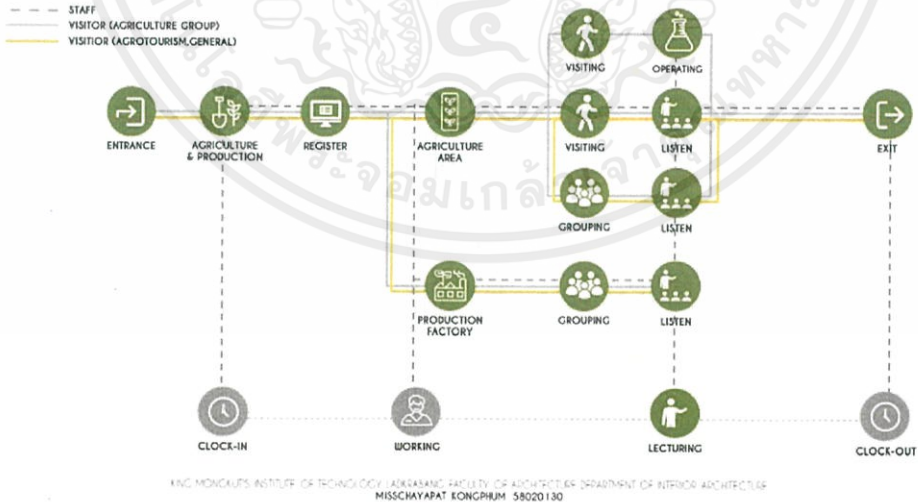 STAFF
VISITOR (AGRICULTURE GROUP)
VISITIOR (AGROTOURISM,GENERAL)
VISITING
OPERATING
ENTRANCE
AGRICULTURE
& PRODUCTION
REGISTER
AGRICULTURE
AREA
VISITING
LISTEN
EXIT
GROUPING
LISTEN
PRODUCTION
FACTORY
GROUPING
LISTEN
CLOCK-IN
WORKING
LECTURING
CLOCK-OUT
KING MONGKUTS INSTITUTE OF TECHNOLOGY LADKRABANG FACULTY OF ARCHITECTURE DEPARTMENT OF INTERIOR ARCHITECTURE
MISSCHAYAPAT KONGPHUM 58020130